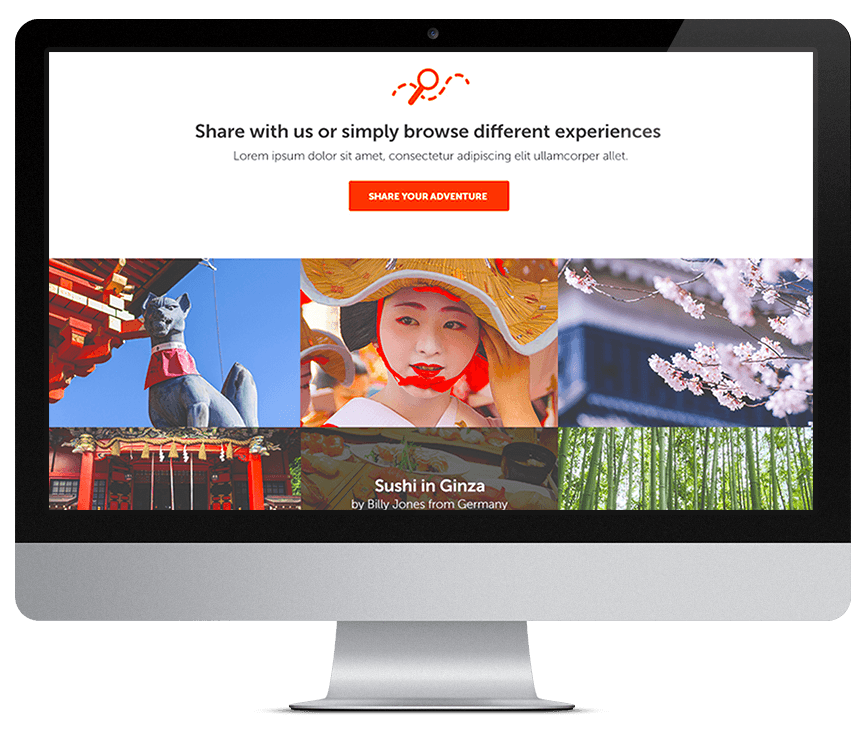 Share with us or simply browse different experiences
Lorem ipsum dolor sit amet, consectetur adipiscing elit ullamcorper allet.
SHARE YOUR ADVENTURE
Sushi in Ginza
by Billy Jones from Germany